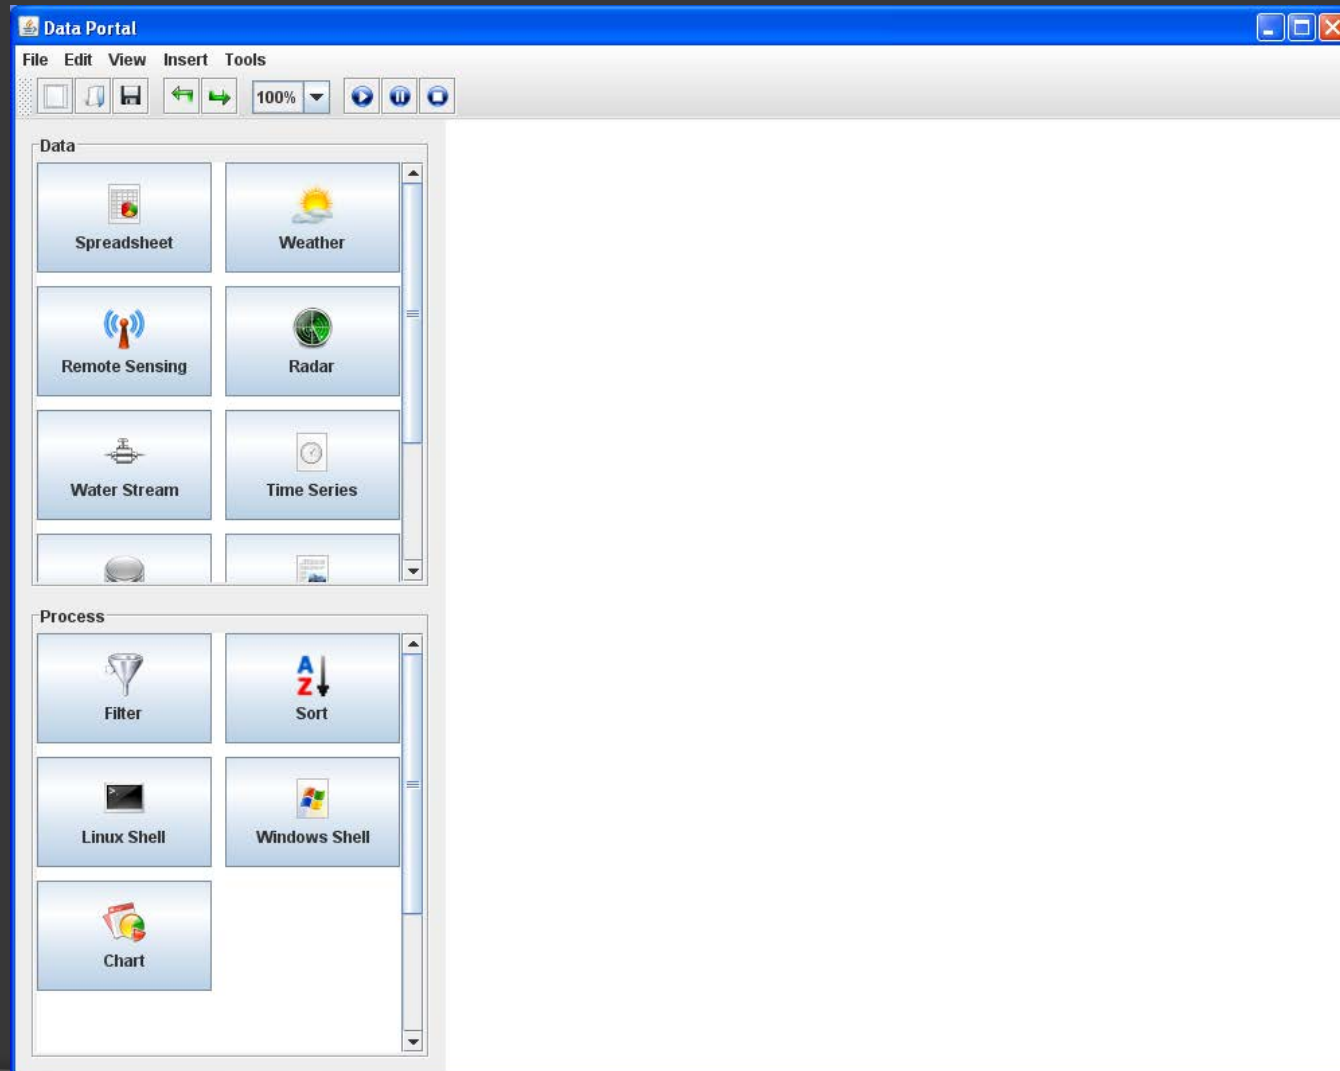 Data Portal
File Edit View Insert Tools
100%
Data
Spreadsheet Weather
Remote Sensing Radar
Water Stream Time Series
Process
Filter Sort
Linux Shell Windows Shell
Chart